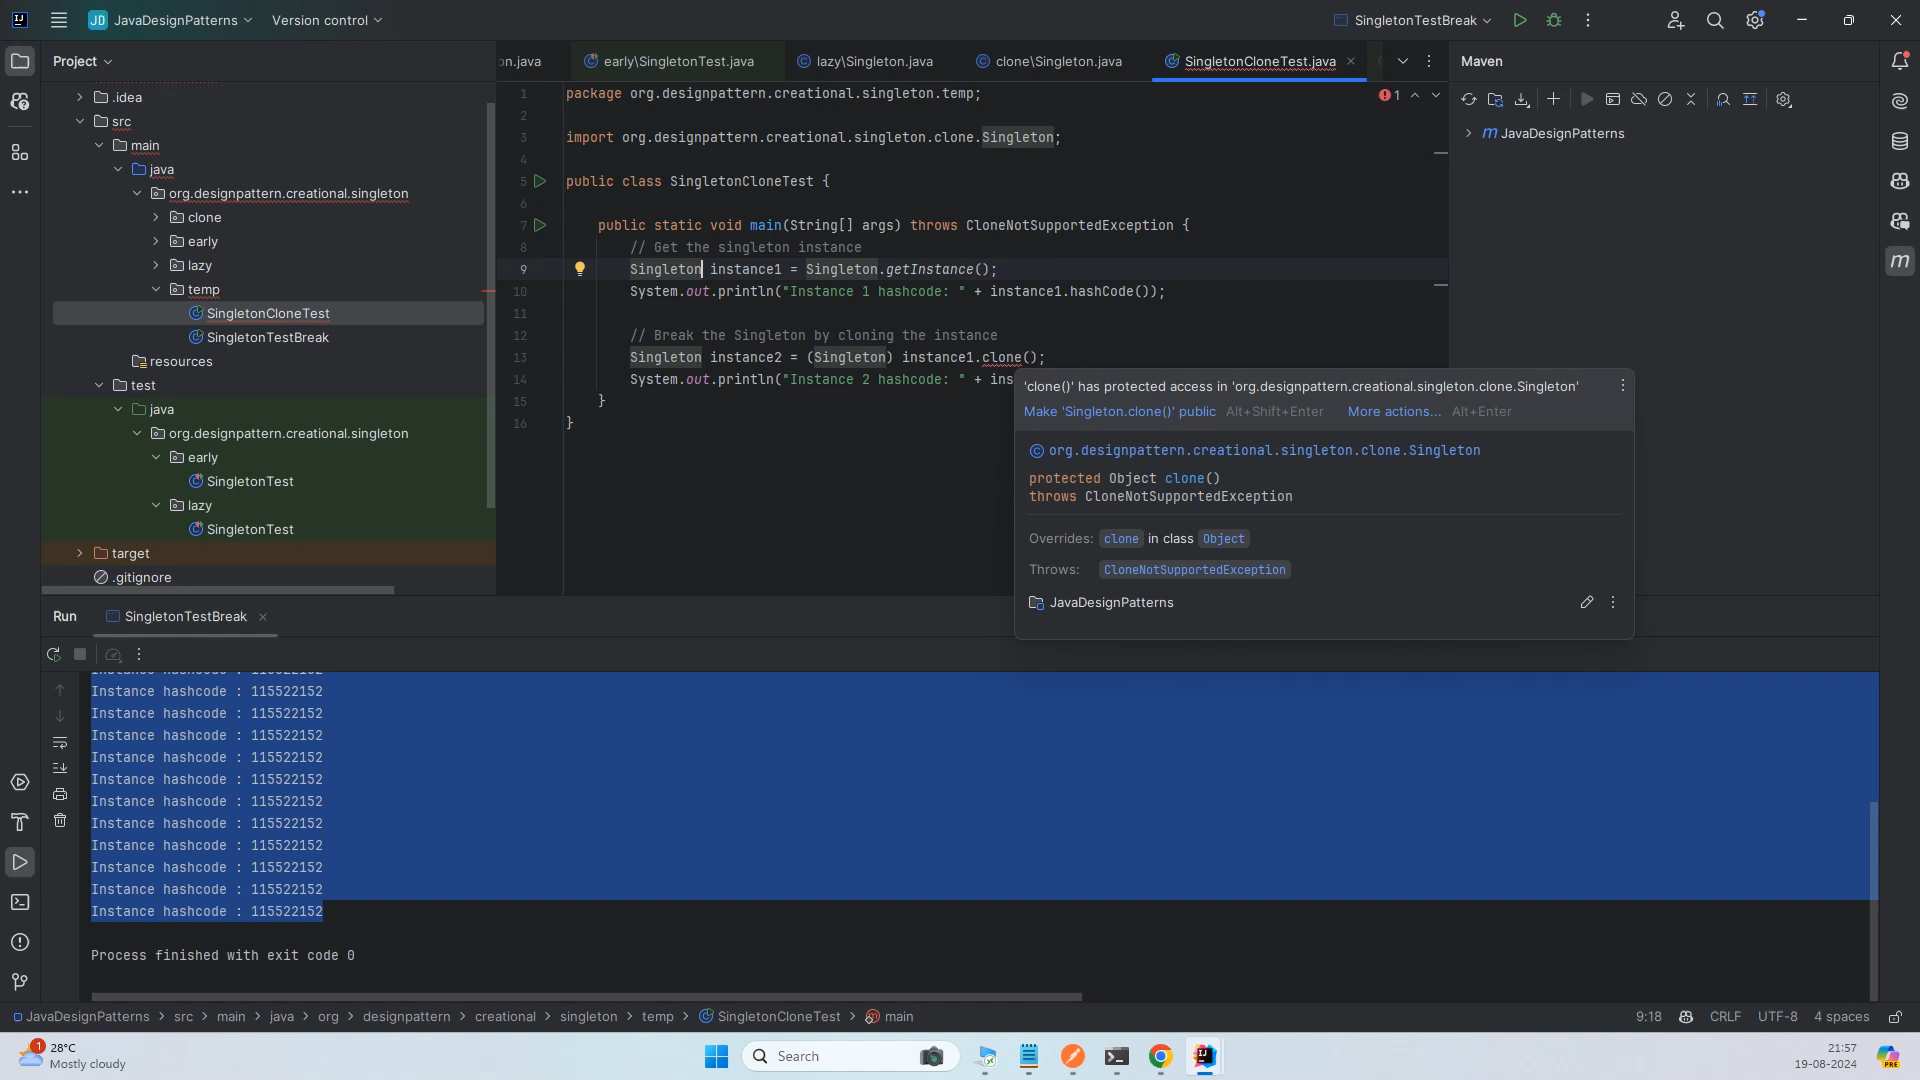 JD JavaDesignPatterns
Version control
SingletonTestBreak
Project
.idea
src
main
java
org.designpattern.creational.singleton
clone
early
lazy
temp
SingletonCloneTest
SingletonTestBreak
resources
test
java
org.designpattern.creational.singleton
early
SingletonTest
lazy
SingletonTest
target
.gitignore
on.java
early\SingletonTest.java
lazy\Singleton.java
clone\Singleton.java
SingletonCloneTest.java
1 package org.designpattern.creational.singleton.temp;
1
2
3 import org.designpattern.creational.singleton.clone.Singleton;
4
5 public class SingletonCloneTest {
6
7 public static void main(String[] args) throws CloneNotSupportedException {
8 // Get the singleton instance
9 Singleton instance1 = Singleton.getInstance();
10 System.out.println("Instance 1 hashcode: " + instance1.hashCode());
11
12 // Break the Singleton by cloning the instance
13 Singleton instance2 = (Singleton) instance1.clone();
14 System.out.println("Instance 2 hashcode: " + ins
15 }
16 }
'clone()' has protected access in 'org.designpattern.creational.singleton.clone.Singleton'
Make 'Singleton.clone()' public Alt+Shift+Enter More actions... Alt+Enter
org.designpattern.creational.singleton.clone.Singleton
protected Object clone()
throws CloneNotSupportedException
Overrides: clone in class Object
Throws: CloneNotSupportedException
JavaDesignPatterns
Maven
m JavaDesignPatterns
m
Run
SingletonTestBreak
Instance hashcode : 115522152
Instance hashcode : 115522152
Instance hashcode : 115522152
Instance hashcode : 115522152
Instance hashcode : 115522152
Instance hashcode : 115522152
Instance hashcode : 115522152
Instance hashcode : 115522152
Instance hashcode : 115522152
Instance hashcode : 115522152
Instance hashcode : 115522152
Instance hashcode : 115522152
Process finished with exit code 0
JavaDesignPatterns > src > main > java > org > designpattern > creational > singleton > temp > SingletonCloneTest > main
9:18 CRLF UTF-8 4 spaces
1
28°C
Mostly cloudy
Search
21:57
19-08-2024
PRE